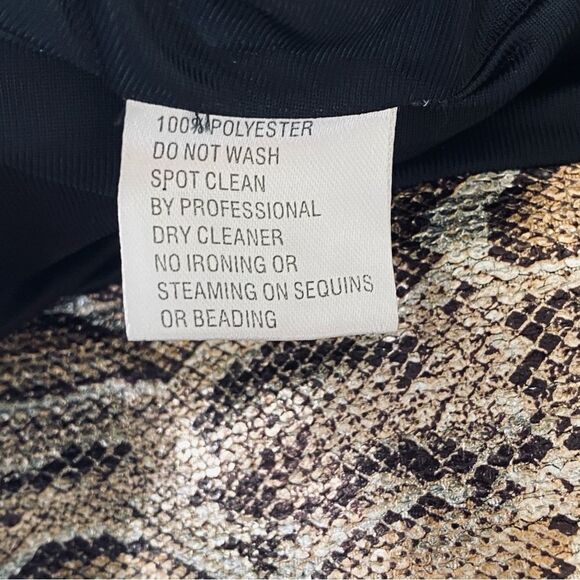 100% POLYESTER
DO NOT WASH
SPOT CLEAN
BY PROFESSIONAL
DRY CLEANER
NO IRONING OR
STEAMING ON SEQUINS
OR BEADING